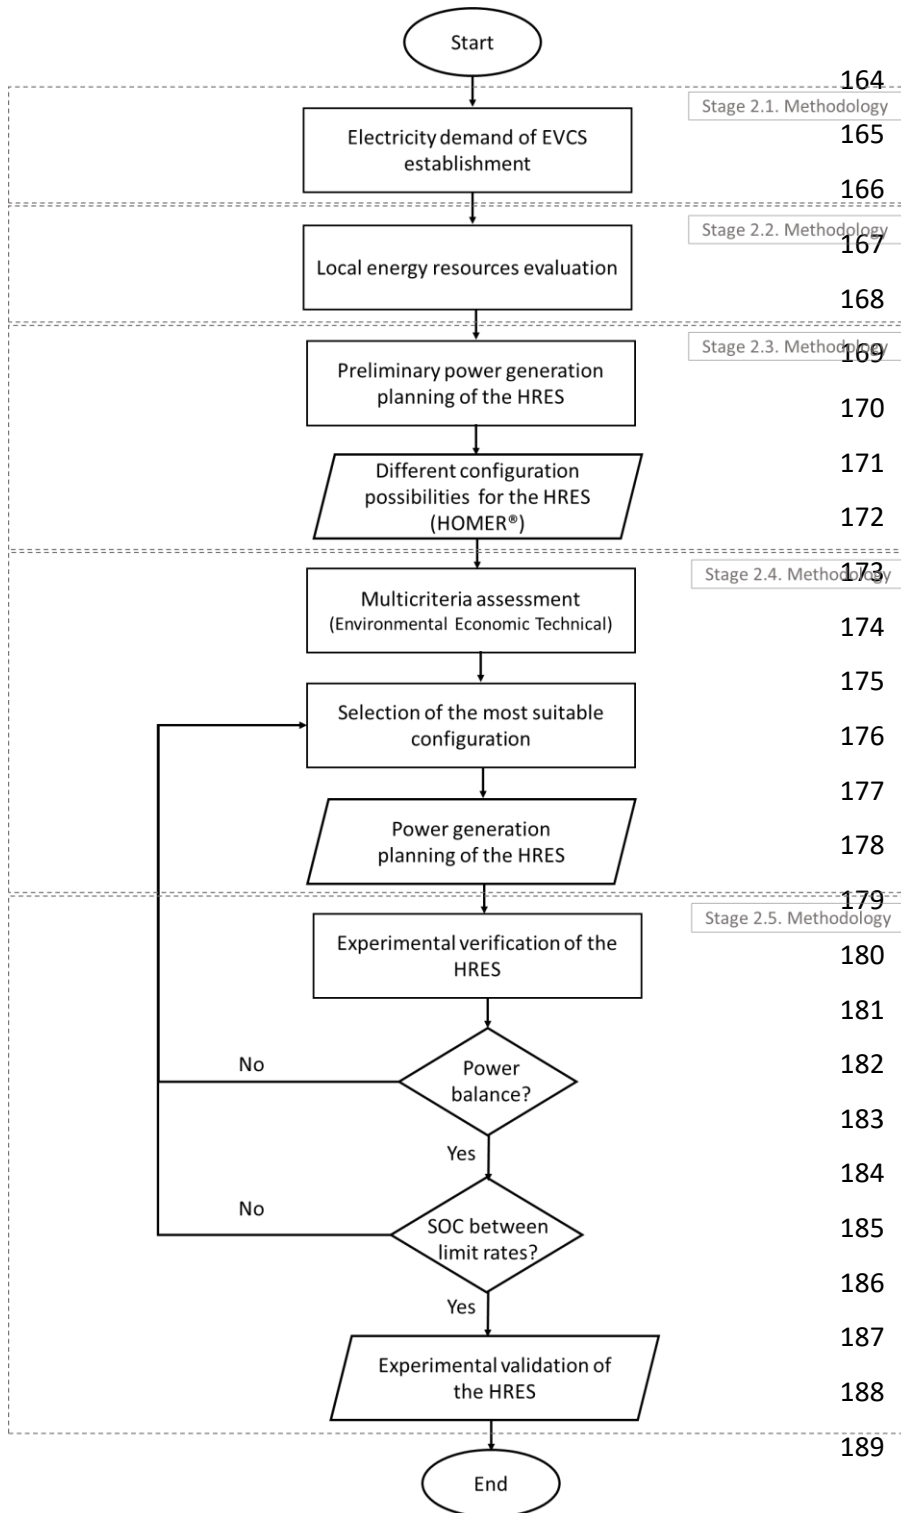 Start
164
Stage 2.1. Methodology
Electricity demand of EVCS
establishment
165
166
Stage 2.2. Methodology
167
Local energy resources evaluation
168
Stage 2.3. Methodology
169
Preliminary power generation
planning of the HRES
170
Different configuration
possibilities for the HRES
(HOMER®)
171
172
173
Stage 2.4. Methodology
Multicriteria assessment
(Environmental Economic Technical)
174
175
Selection of the most suitable
configuration
176
177
Power generation
planning of the HRES
178
179
Stage 2.5. Methodology
Experimental verification of the
HRES
180
181
No
Power
balance?
182
183
Yes
184
No
SOC between
limit rates?
185
186
Yes
187
Experimental validation of
the HRES
188
189
End